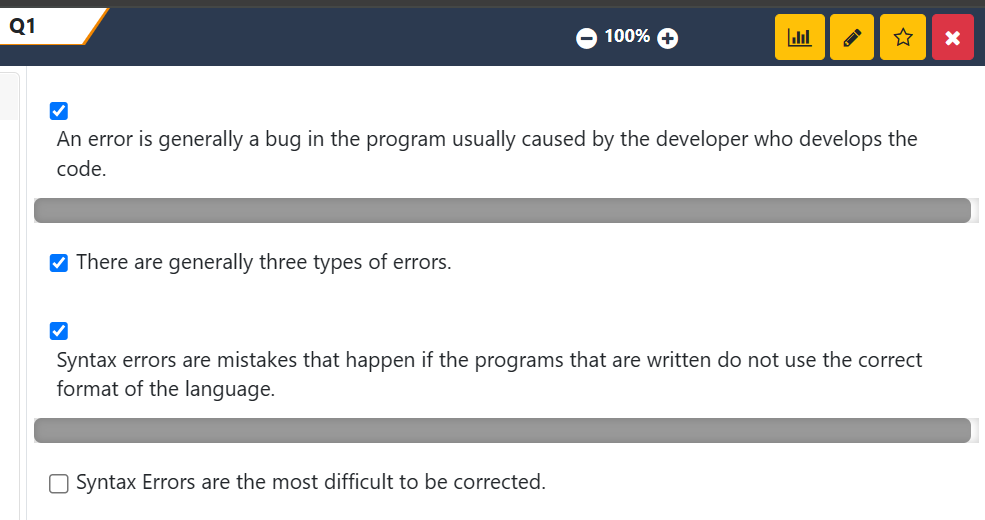 Q1
100%
An error is generally a bug in the program usually caused by the developer who develops the
code.
There are generally three types of errors.
Syntax errors are mistakes that happen if the programs that are written do not use the correct
format of the language.
Syntax Errors are the most difficult to be corrected.